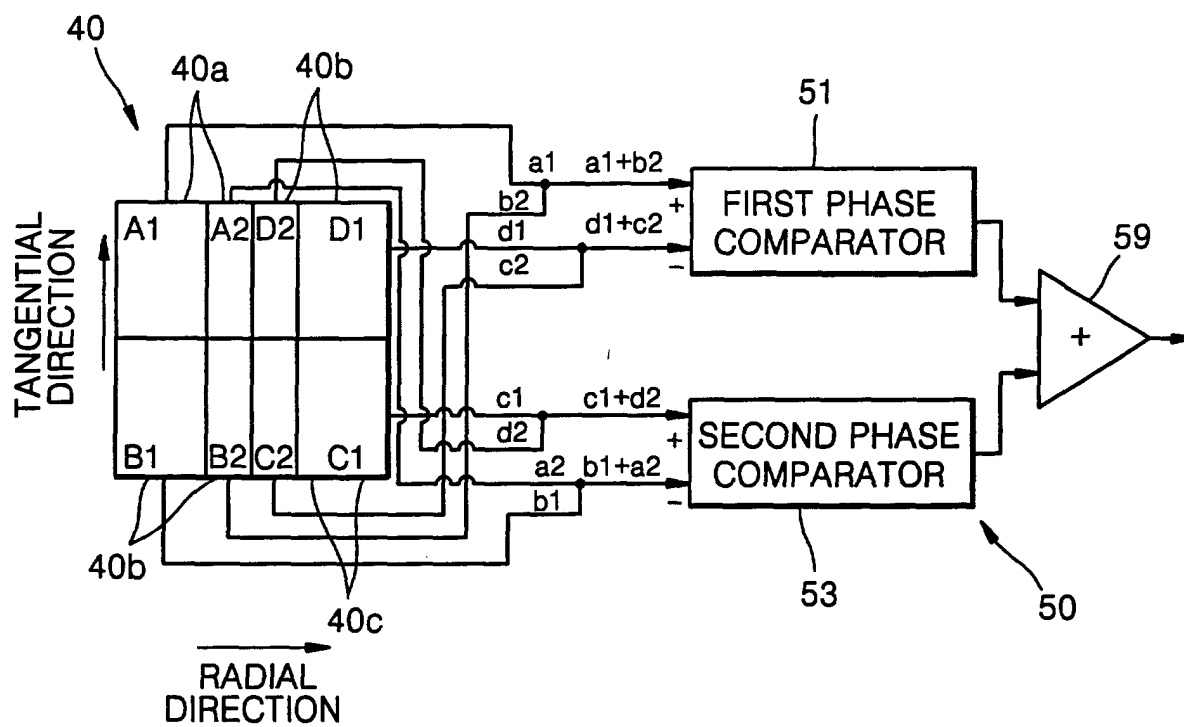 40
40a
40b
51
a1
a1+b2
b2
+
FIRST PHASE
COMPARATOR
d1
d1+c2
c2
−
A1
A2
D2
D1
TANGENTIAL
DIRECTION
59
+
c1
c1+d2
d2
+
SECOND PHASE
COMPARATOR
a2
b1+a2
b1
−
B1
B2
C2
C1
40b
40c
53
50
RADIAL
DIRECTION